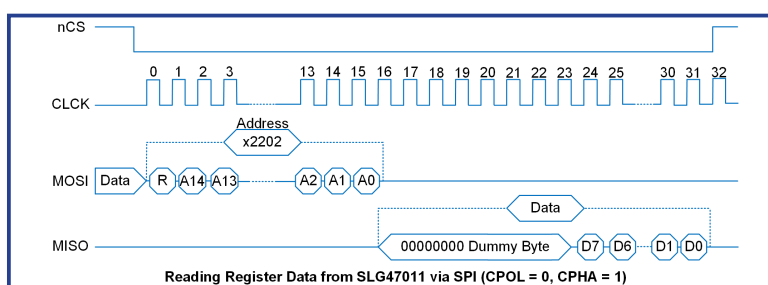 nCS
0 1 2 3 13 14 15 16 17 18 19 20 21 22 23 24 25 30 31 32
CLCK
Address
x2202
MOSI Data R A14 A13 A2 A1 A0
Data
MISO 00000000 Dummy Byte D7 D6 D1 D0
Reading Register Data from SLG47011 via SPI (CPOL = 0, CPHA = 1)